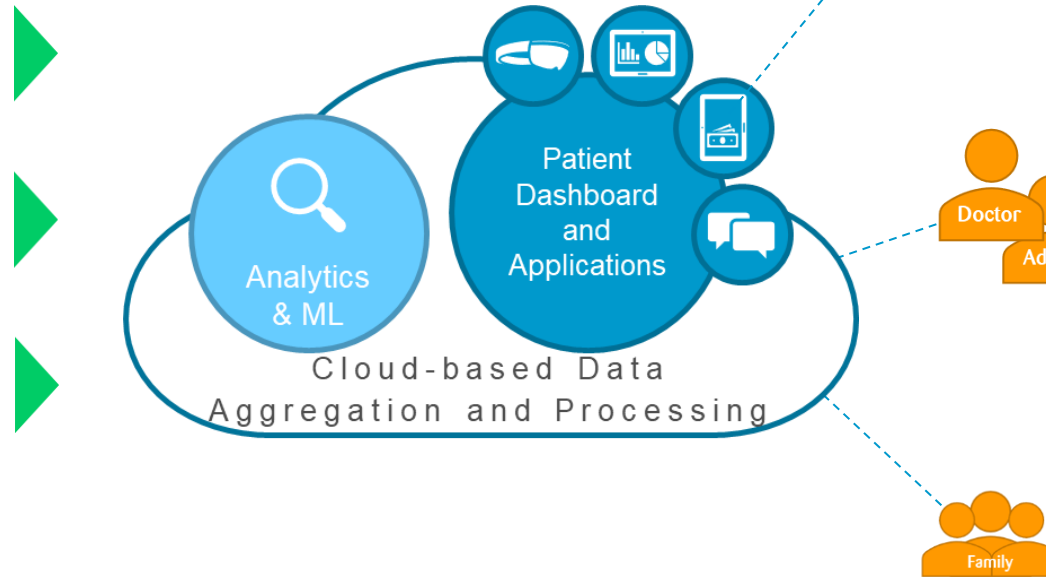 Patient
Dashboard
and
Applications
Analytics
& ML
Doctor
Cloud-based Data
Aggregation and Processing
Family